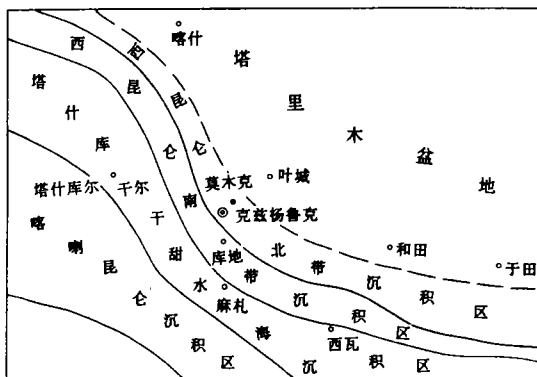 喀什
塔里木盆地
西昆仑北带沉积区
西昆仑南带沉积区
塔什库尔干甜水海沉积区
喀喇昆仑沉积区
塔什库尔干
叶城
莫木克
克兹杨鲁克
库地
麻札
和田
于田
西瓦